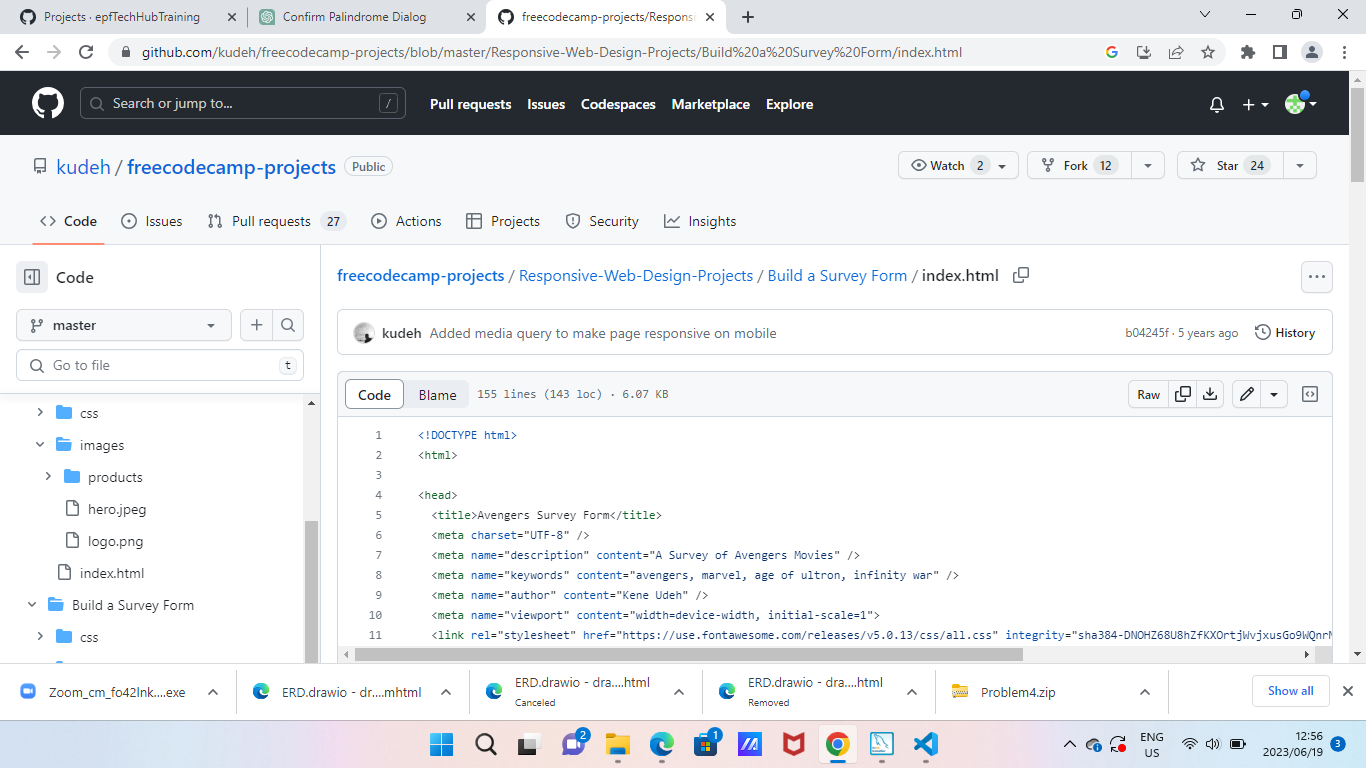 Projects · epfTechHubTraining
Confirm Palindrome Dialog
freecodecamp-projects/Responsi
github.com/kudeh/freecodecamp-projects/blob/master/Responsive-Web-Design-Projects/Build%20a%20Survey%20Form/index.html
Search or jump to... /
Pull requests Issues Codespaces Marketplace Explore
kudeh / freecodecamp-projects Public
Watch 2 Fork 12 Star 24
Code Issues Pull requests 27 Actions Projects Security Insights
Code
master
Go to file t
css
images
products
hero.jpeg
logo.png
index.html
Build a Survey Form
css
freecodecamp-projects / Responsive-Web-Design-Projects / Build a Survey Form / index.html
kudeh Added media query to make page responsive on mobile b04245f · 5 years ago History
Code Blame 155 lines (143 loc) · 6.07 KB Raw
1 <!DOCTYPE html>
2 <html>
3
4 <head>
5 <title>Avengers Survey Form</title>
6 <meta charset="UTF-8" />
7 <meta name="description" content="A Survey of Avengers Movies" />
8 <meta name="keywords" content="avengers, marvel, age of ultron, infinity war" />
9 <meta name="author" content="Kene Udeh" />
10 <meta name="viewport" content="width=device-width, initial-scale=1">
11 <link rel="stylesheet" href="https://use.fontawesome.com/releases/v5.0.13/css/all.css" integrity="sha384-DNOHZ68U8hZfKXOrtjWvjxusGo9WQnrN
Zoom_cm_fo42lnk....exe
ERD.drawio - dr....mhtml
ERD.drawio - dra....html
Canceled
ERD.drawio - dra....html
Removed
Problem4.zip
Show all
2
1
ENG
US
12:56
2023/06/19
3